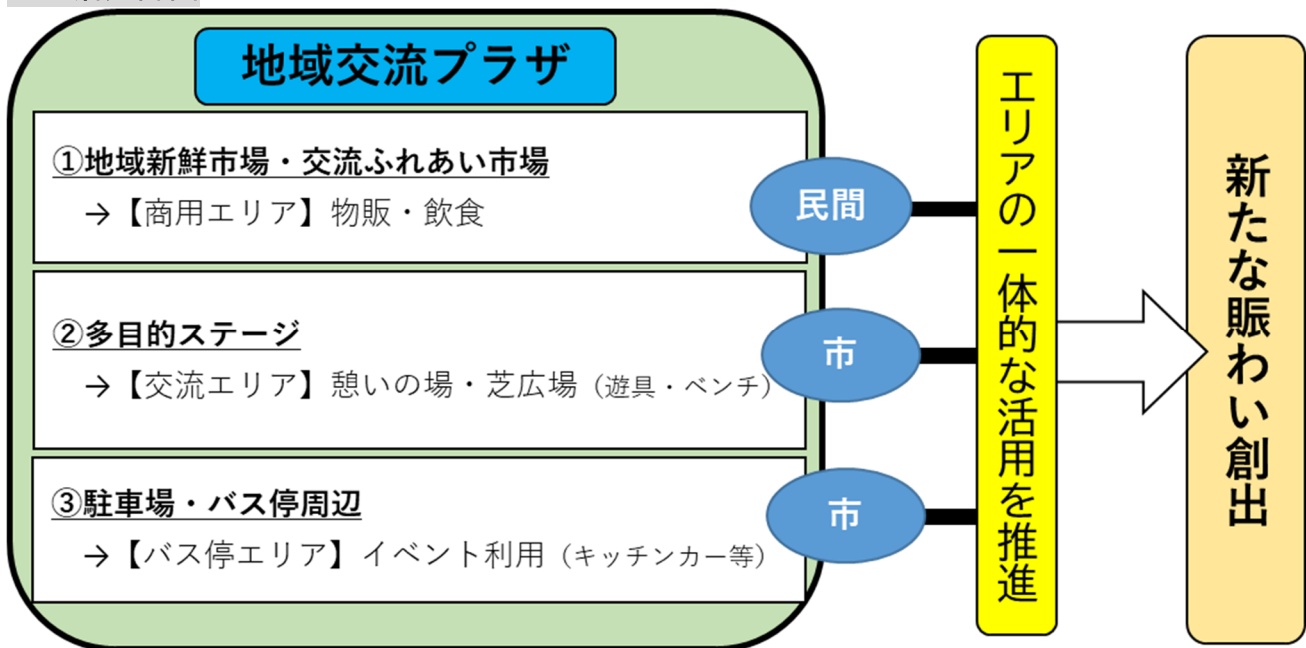 地域交流プラザ
①地域新鮮市場・交流ふれあい市場
→【商用エリア】物販・飲食
民間
②多目的ステージ
→【交流エリア】憩いの場・芝広場（遊具・ベンチ）
市
③駐車場・バス停周辺
→【バス停エリア】イベント利用（キッチンカー等）
市
エリアの一体的な活用を推進
新たな賑わい創出